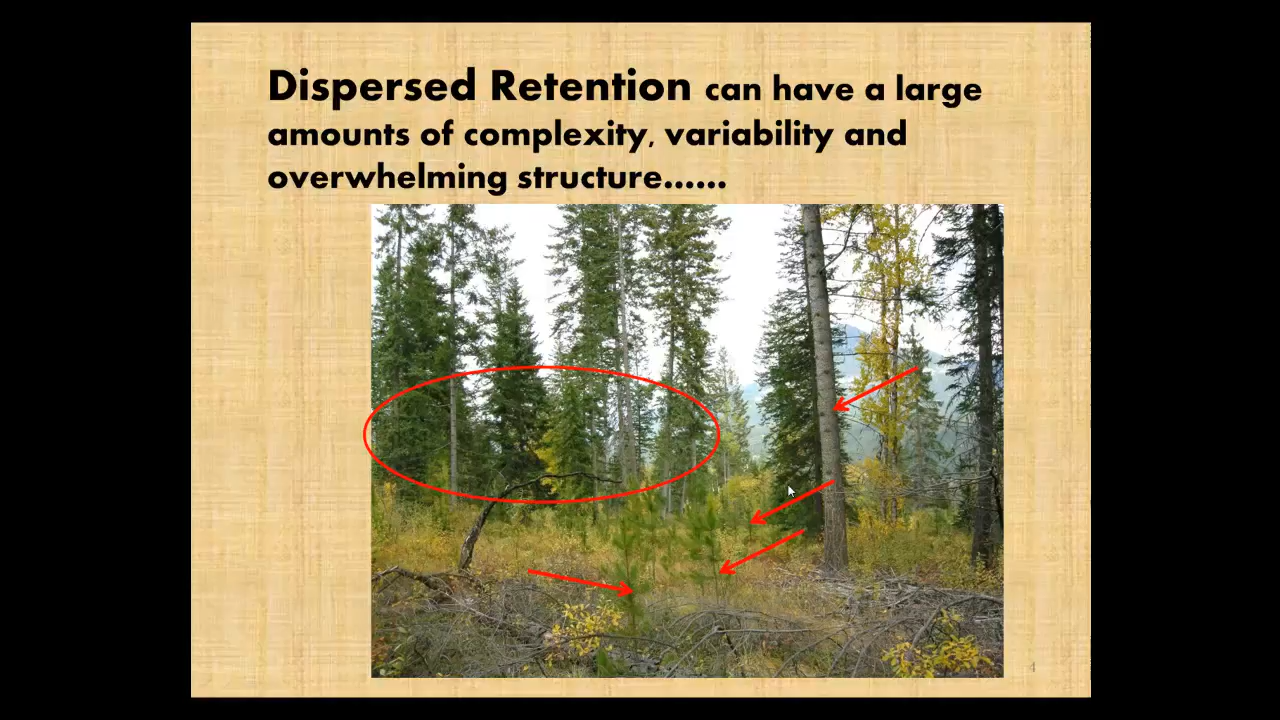 Dispersed Retention can have a large
amounts of complexity, variability and
overwhelming structure......